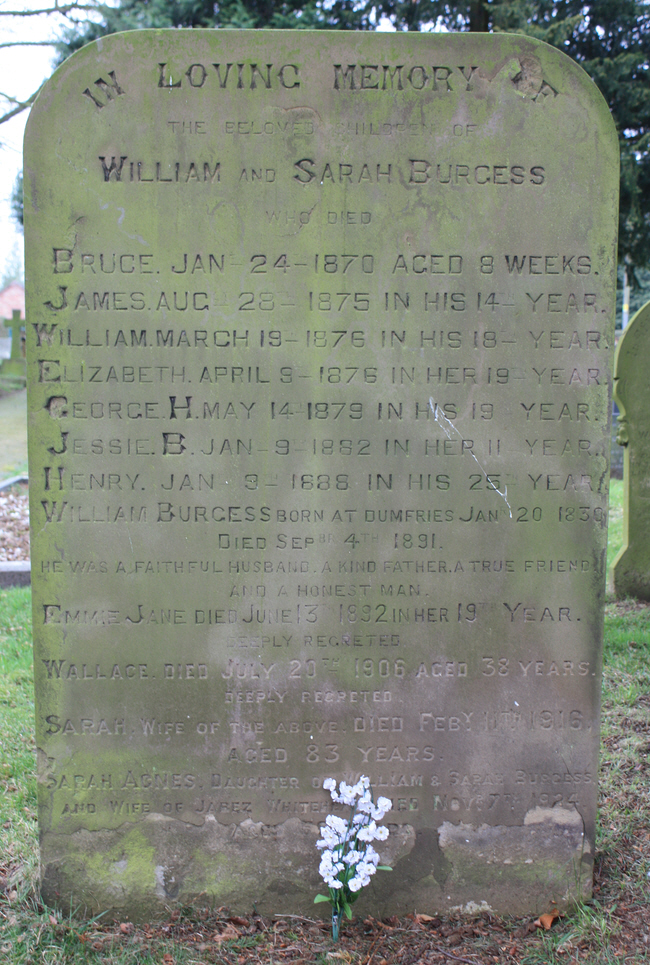 IN LOVING MEMORY OF
THE BELOVED CHILDREN OF
WILLIAM AND SARAH BURGESS
WHO DIED
BRUCE. JAN 24 - 1870 AGED 8 WEEKS.
JAMES. AUG 28 - 1875 IN HIS 14 YEAR.
WILLIAM. MARCH 19 - 1876 IN HIS 18 YEAR.
ELIZABETH. APRIL 9 - 1876 IN HER 19 YEAR.
GEORGE. H. MAY 14 - 1879 IN HIS 19 YEAR.
JESSIE. B. JAN 9 - 1882 IN HER 11 YEAR.
HENRY. JAN 9 - 1888 IN HIS 25 YEAR.
WILLIAM BURGESS BORN AT DUMFRIES JAN 20 1830
DIED SEPBR 4TH 1891.
HE WAS A FAITHFUL HUSBAND. A KIND FATHER. A TRUE FRIEND
AND A HONEST MAN.
EMMIE JANE DIED JUNE 13TH 1892 IN HER 19TH YEAR.
DEEPLY REGRETED
WALLACE. DIED JULY 20TH 1906 AGED 38 YEARS.
DEEPLY REGRETED.
SARAH. WIFE OF THE ABOVE. DIED FEBY 11TH 1916.
AGED 83 YEARS.
SARAH AGNES. DAUGHTER OF WILLIAM & SARAH BURGESS
AND WIFE OF JABEZ DIED NOV 7TH 1924